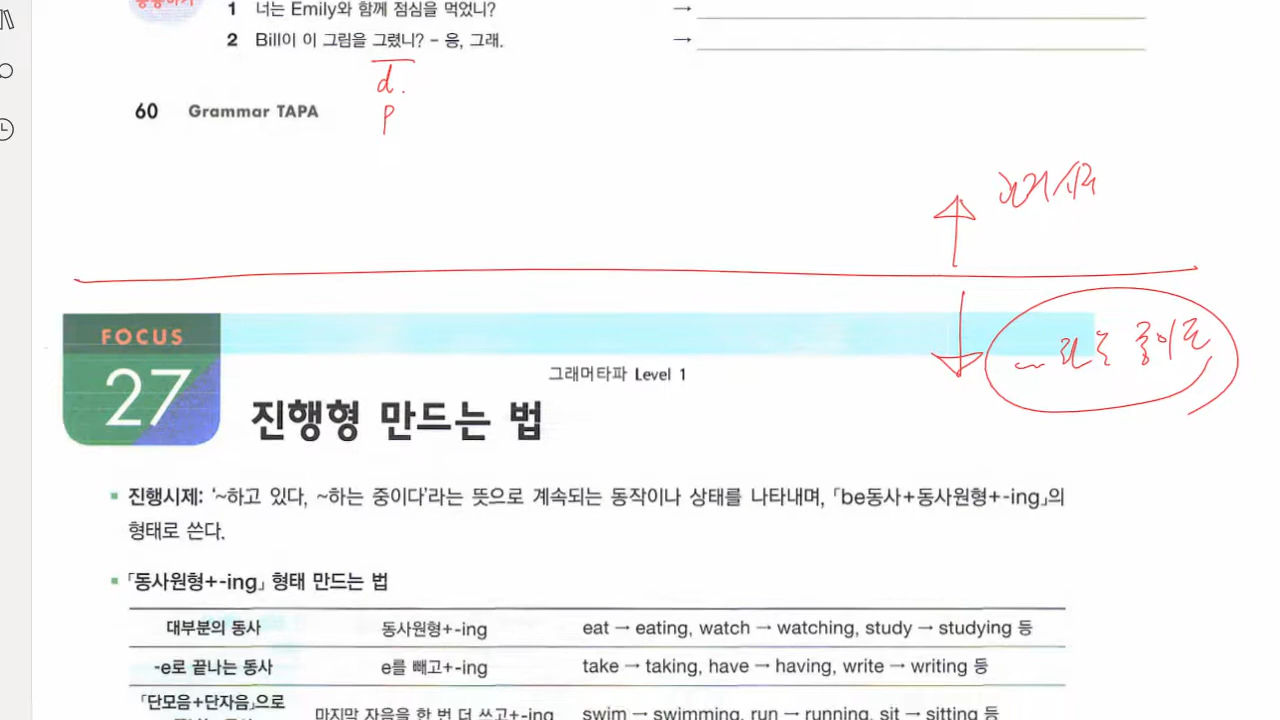 1 너는 Emily와 함께 점심을 먹었니? →
2 Bill이 이 그림을 그렸니? – 응, 그래. →
d.
p
60 Grammar TAPA
FOCUS
27
그래머타파 Level 1
진행형 만드는 법
진행시제: ‘~하고 있다, ~하는 중이다’라는 뜻으로 계속되는 동작이나 상태를 나타내며, 「be동사+동사원형+-ing」의
형태로 쓴다.
「동사원형+-ing」 형태 만드는 법
대부분의 동사 동사원형+-ing eat → eating, watch → watching, study → studying 등
-e로 끝나는 동사 e를 빼고+-ing take → taking, have → having, write → writing 등
「단모음+단자음」으로
마지막 자음을 한 번 더 쓰고+-ing swim → swimming, run → running, sit → sitting 등